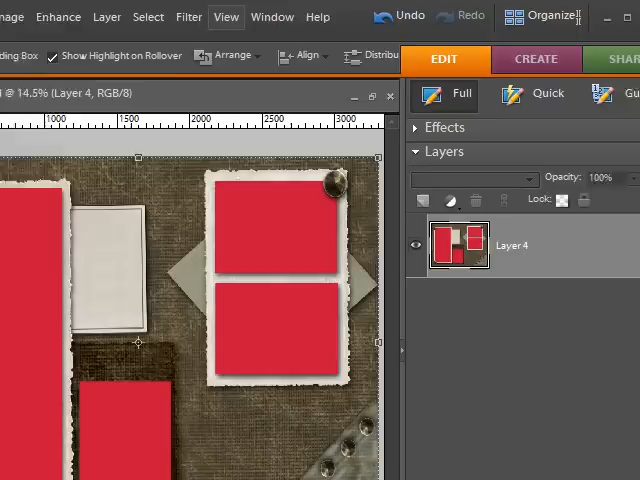 mage Enhance Layer Select Filter View Window Help Undo Redo Organize
ding Box Show Highlight on Rollover Arrange Align Distribu
EDIT CREATE SHAR
@ 14.5% (Layer 4, RGB/8)
Full Quick Gu
1000 1500 2000 2500 3000
Effects
Layers
Opacity: 100%
Lock:
Layer 4